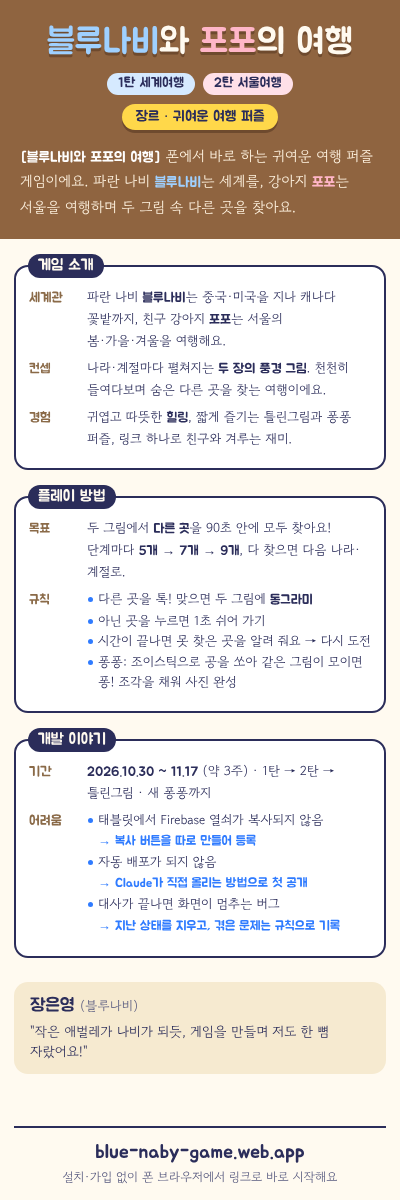 블루나비와 포포의 여행
1탄 세계여행 2탄 서울여행
장르 · 귀여운 여행 퍼즐
[블루나비와 포포의 여행] 폰에서 바로 하는 귀여운 여행 퍼즐
게임이에요. 파란 나비 블루나비는 세계를, 강아지 포포는
서울을 여행하며 두 그림 속 다른 곳을 찾아요.
게임 소개
세계관 파란 나비 블루나비는 중국·미국을 지나 캐나다
꽃밭까지, 친구 강아지 포포는 서울의
봄·가을·겨울을 여행해요.
컨셉 나라·계절마다 펼쳐지는 두 장의 풍경 그림. 천천히
들여다보며 숨은 다른 곳을 찾는 여행이에요.
경험 귀엽고 따뜻한 힐링, 짧게 즐기는 틀린그림과 퐁퐁
퍼즐, 링크 하나로 친구와 겨루는 재미.
플레이 방법
목표 두 그림에서 다른 곳을 90초 안에 모두 찾아요!
단계마다 5개 → 7개 → 9개, 다 찾으면 다음 나라·
계절로.
규칙 • 다른 곳을 톡! 맞으면 두 그림에 동그라미
• 아닌 곳을 누르면 1초 쉬어 가기
• 시간이 끝나면 못 찾은 곳을 알려 줘요 → 다시 도전
• 퐁퐁: 조이스틱으로 공을 쏘아 같은 그림이 모이면
퐁! 조각을 채워 사진 완성
개발 이야기
기간 2026.10.30 ~ 11.17 (약 3주) · 1탄 → 2탄 →
틀린그림 · 새 퐁퐁까지
어려움 • 태블릿에서 Firebase 열쇠가 복사되지 않음
→ 복사 버튼을 따로 만들어 등록
• 자동 배포가 되지 않음
→ Claude가 직접 올리는 방법으로 첫 공개
• 대사가 끝나면 화면이 멈추는 버그
→ 지난 상태를 지우고, 겪은 문제는 규칙으로 기록
장은영 (블루나비)
"작은 애벌레가 나비가 되듯, 게임을 만들며 저도 한 뼘
자랐어요!"
blue-naby-game.web.app
설치·가입 없이 폰 브라우저에서 링크로 바로 시작해요